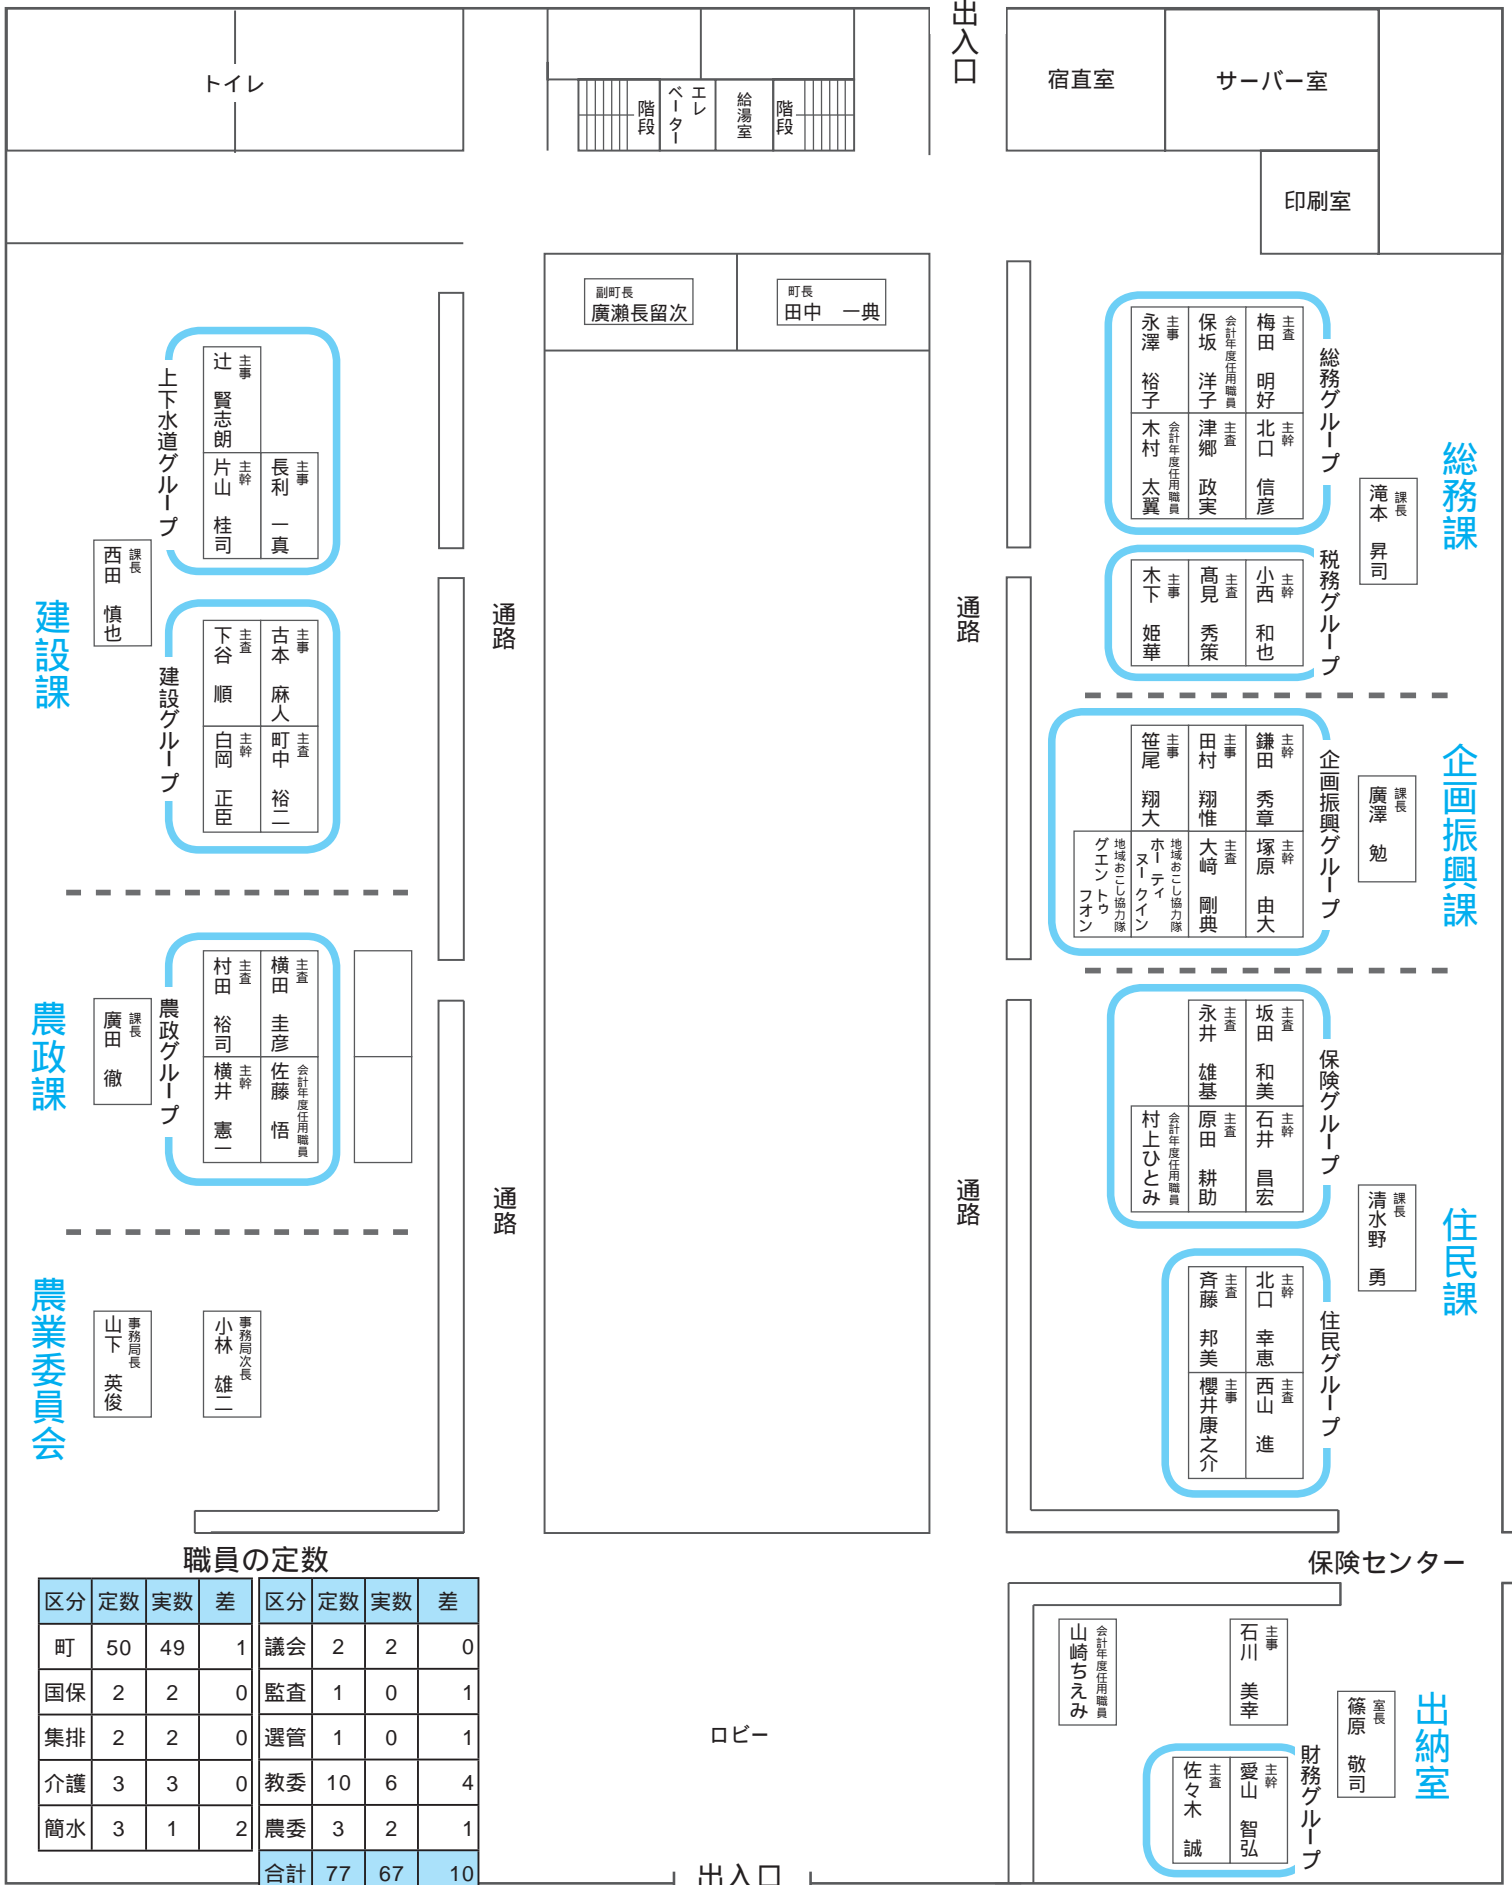 出入口
トイレ
階段
エレベーター
給湯室
階段
宿直室
サーバー室
印刷室
副町長
廣瀨長留次
町長
田中 一典
総務課
課長
滝本 昇司
総務グループ
主査
梅田 明好
会計年度任用職員
保坂 洋子
主事
永澤 裕子
主幹
北口 信彦
主査
津郷 政実
会計年度任用職員
木村 太翼
税務グループ
主幹
小西 和也
主査
髙見 秀策
主事
木下 姫華
企画振興課
課長
廣澤 勉
企画振興グループ
主幹
鎌田 秀章
主事
田村 翔惟
主事
笹尾 翔大
主幹
塚原 由大
主査
大﨑 剛典
地域おこし協力隊
ホー ティ
ヌー クイン
地域おこし協力隊
グエン トゥ
フオン
住民課
課長
清水野 勇
保険グループ
主査
坂田 和美
主査
永井 雄基
主幹
石井 昌宏
主査
原田 耕助
会計年度任用職員
村上ひとみ
住民グループ
主幹
北口 幸恵
主査
斉藤 邦美
主査
西山 進
主事
櫻井康之介
通路
通路
通路
通路
上下水道グループ
主事
辻 賢志朗
主事
長利 一真
主幹
片山 桂司
建設課
課長
西田 慎也
建設グループ
主事
古本 麻人
主査
下谷 順
主査
町中 裕二
主幹
白岡 正臣
農政課
課長
廣田 徹
農政グループ
主査
横田 圭彦
主査
村田 裕司
会計年度任用職員
佐藤 悟
主幹
横井 憲一
農業委員会
事務局長
山下 英俊
事務局次長
小林 雄二
職員の定数
区分 定数 実数 差 区分 定数 実数 差
町 50 49 1 議会 2 2 0
国保 2 2 0 監査 1 0 1
集排 2 2 0 選管 1 0 1
介護 3 3 0 教委 10 6 4
簡水 3 1 2 農委 3 2 1
合計 77 67 10
ロビー
出入口
保険センター
出納室
室長
篠原 敬司
主事
石川 美幸
会計年度任用職員
山崎ちえみ
財務グループ
主幹
愛山 智弘
主査
佐々木 誠